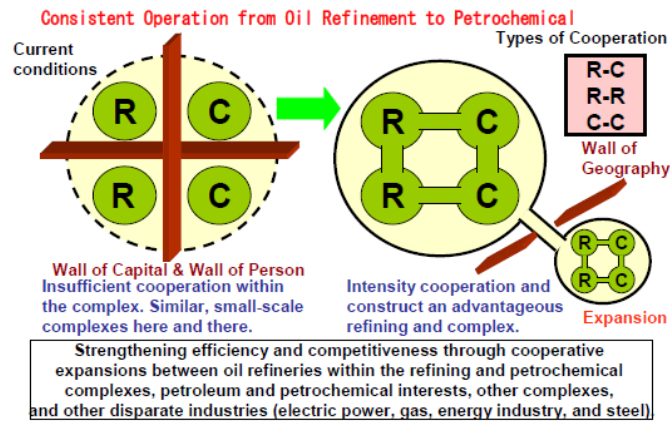 Consistent Operation from Oil Refinement to Petrochemical
Current
conditions
R C
R C
Wall of Capital & Wall of Person
Insufficient cooperation within
the complex. Similar, small-scale
complexes here and there.
R C
R C
Intensity cooperation and
construct an advantageous
refining and complex.
Types of Cooperation
R-C
R-R
C-C
Wall of
Geography
R C
R C
Expansion
Strengthening efficiency and competitiveness through cooperative
expansions between oil refineries within the refining and petrochemical
complexes, petroleum and petrochemical interests, other complexes,
and other disparate industries (electric power, gas, energy industry, and steel).